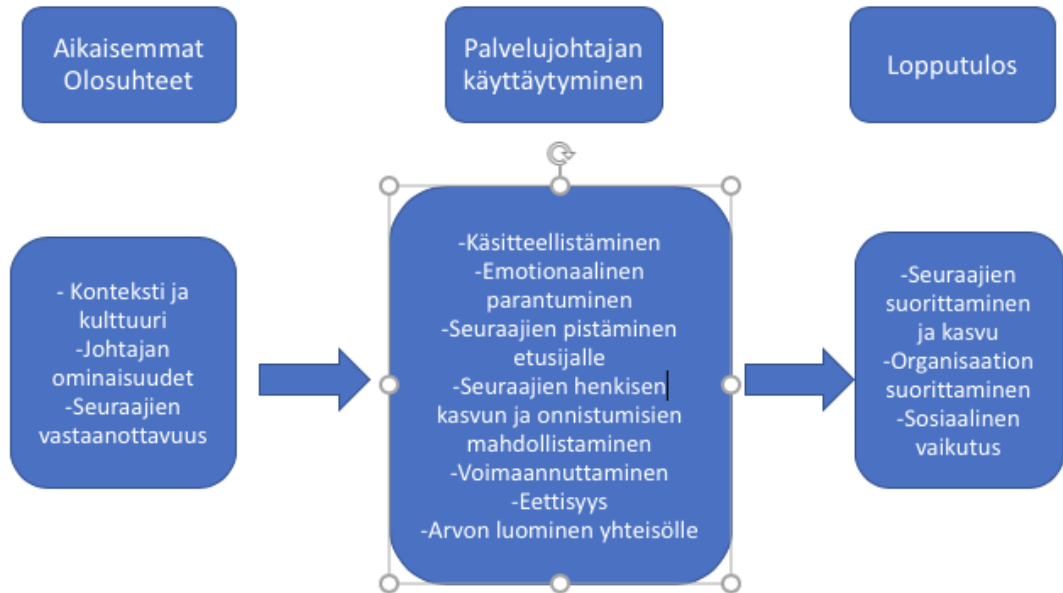 Aikaisemmat
Olosuhteet
Palvelujohtajan
käyttäytyminen
Lopputulos
- Konteksti ja
kulttuuri
-Johtajan
ominaisuudet
-Seuraajien
vastaanottavuus
-Käsitteellistäminen
-Emotionaalinen
parantuminen
-Seuraajien pistäminen
etusijalle
-Seuraajien henkisen
kasvun ja onnistumisien
mahdollistaminen
-Voimaannuttaminen
-Eettisyys
-Arvon luominen yhteisölle
-Seuraajien
suorittaminen
ja kasvu
-Organisaation
suorittaminen
-Sosiaalinen
vaikutus